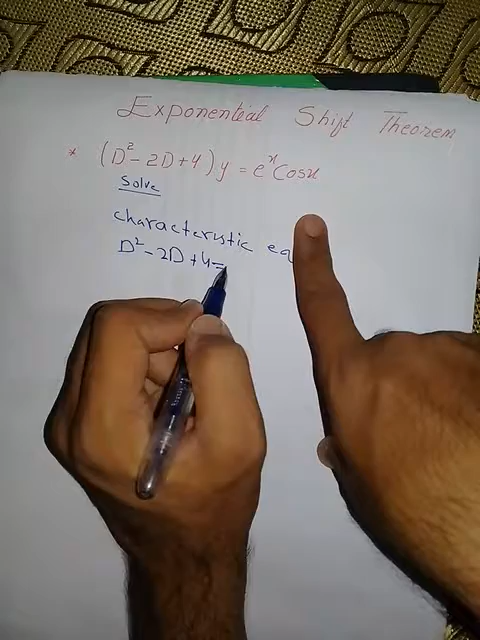 Exponential Shift Theorem
* (D² - 2D + 4) y = eˣ Cosx
Solve
characteristic eq
D² - 2D + 4 =